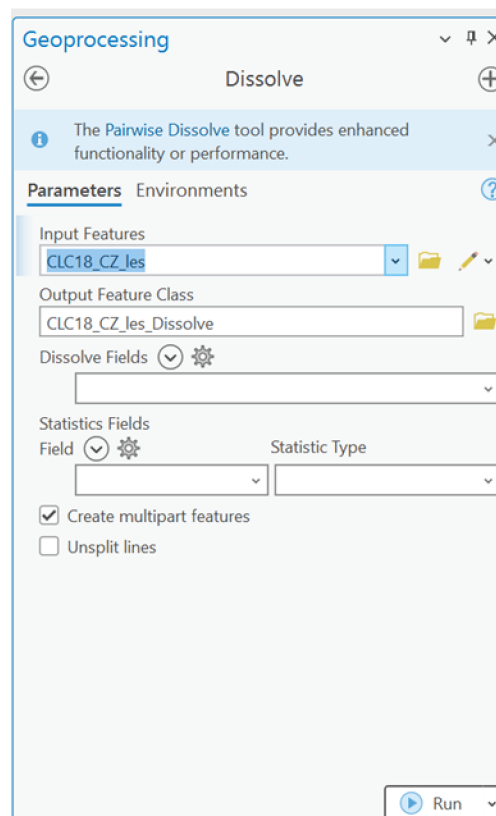 Geoprocessing
Dissolve
The Pairwise Dissolve tool provides enhanced
functionality or performance.
Parameters Environments
Input Features
CLC18_CZ_les
Output Feature Class
CLC18_CZ_les_Dissolve
Dissolve Fields
Statistics Fields
Field Statistic Type
Create multipart features
Unsplit lines
Run